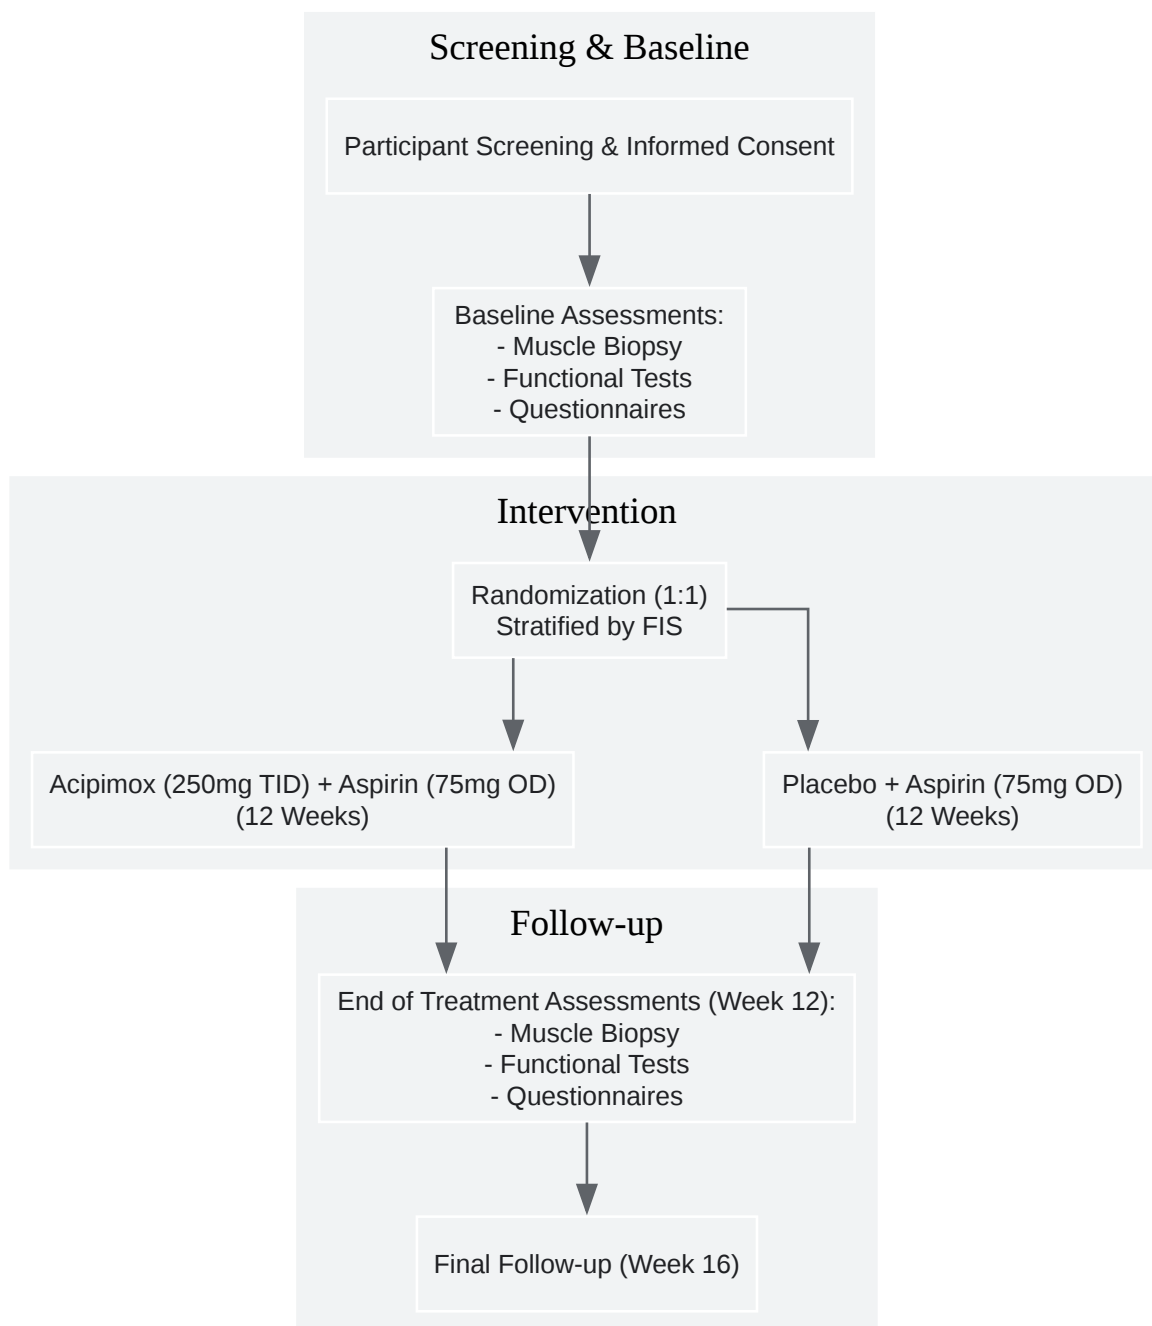 Screening & Baseline
Participant Screening & Informed Consent
Baseline Assessments:
- Muscle Biopsy
- Functional Tests
- Questionnaires
Intervention
Randomization (1:1)
Stratified by FIS
Acipimox (250mg TID) + Aspirin (75mg OD)
(12 Weeks)
Placebo + Aspirin (75mg OD)
(12 Weeks)
Follow-up
End of Treatment Assessments (Week 12):
- Muscle Biopsy
- Functional Tests
- Questionnaires
Final Follow-up (Week 16)